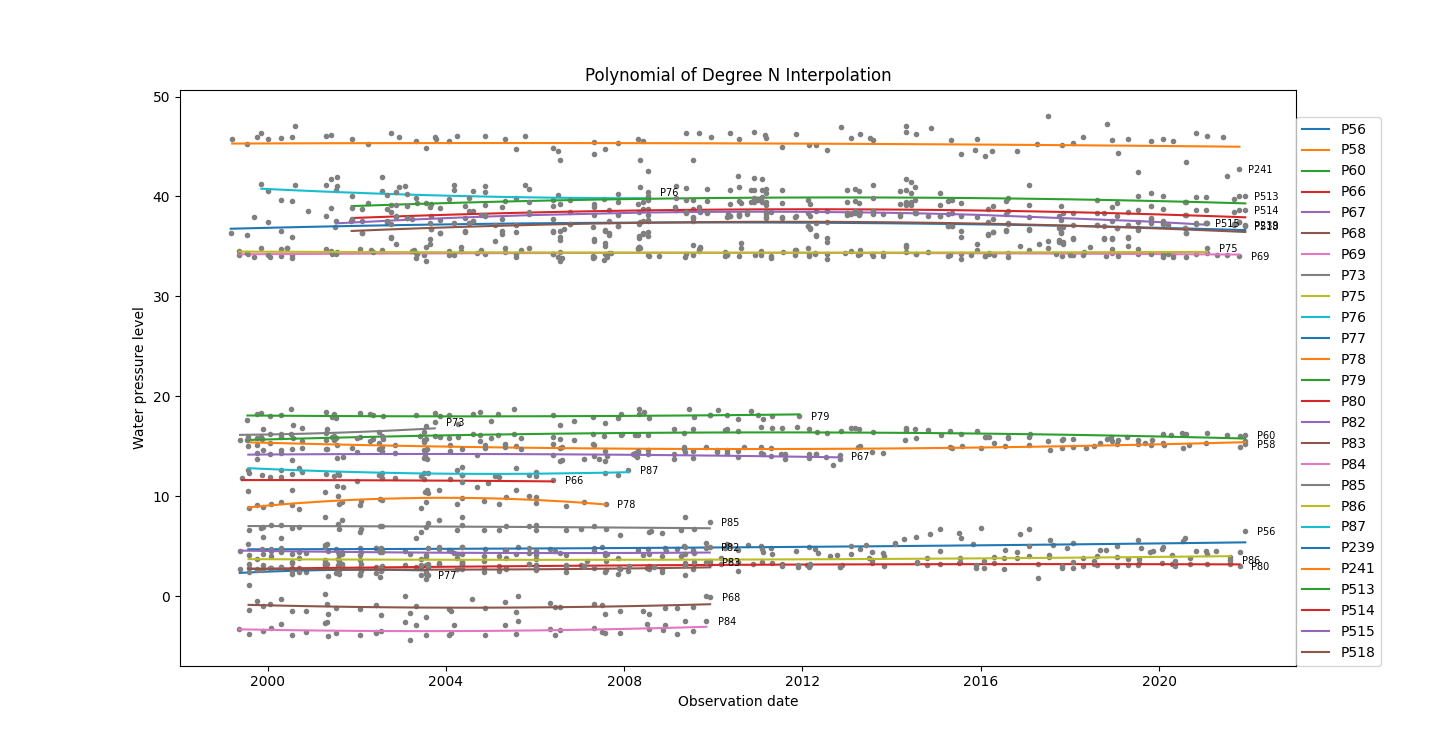 Polynomial of Degree N Interpolation
Water pressure level
50
40
30
20
10
0
2000
2004
2008
2012
2016
2020
Observation date
P241
P76
P513
P514
P515
P75
P69
P79
P73
P60
P58
P67
P87
P66
P78
P85
P56
P82
P83
P86
P80
P77
P68
P84
P56
P58
P60
P66
P67
P68
P69
P73
P75
P76
P77
P78
P79
P80
P82
P83
P84
P85
P86
P87
P239
P241
P513
P514
P515
P518